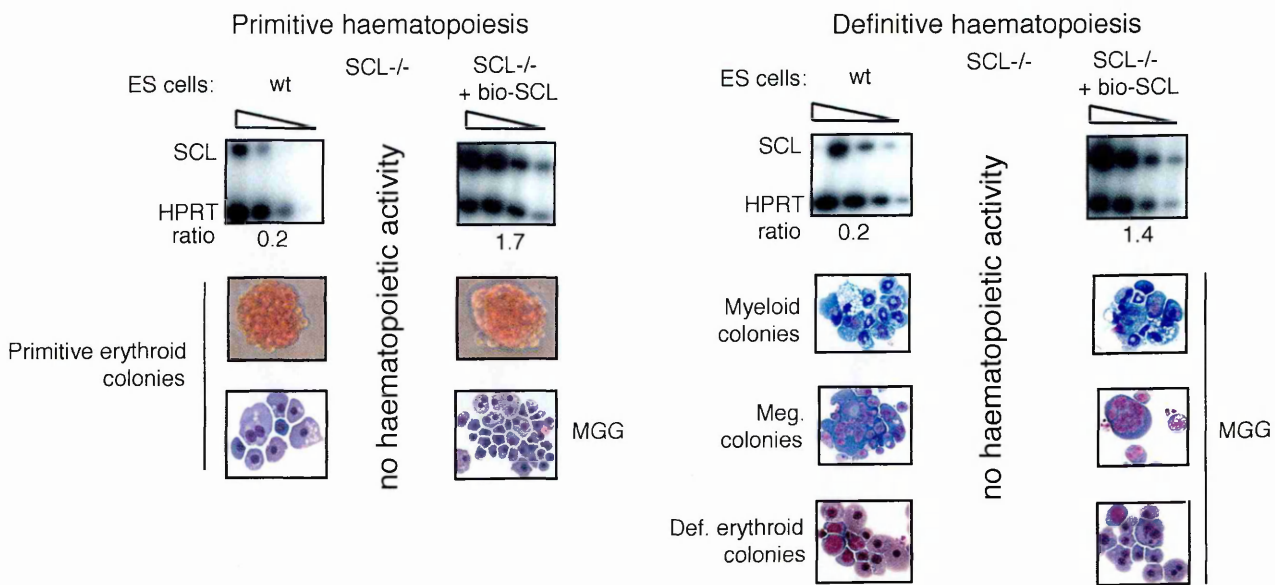 Primitive haematopoiesis
ES cells:
wt
SCL-/-
SCL-/-
+ bio-SCL
SCL
HPRT
ratio
0.2
1.7
no haematopoietic activity
Primitive erythroid
colonies
MGG
Definitive haematopoiesis
ES cells:
wt
SCL-/-
SCL-/-
+ bio-SCL
SCL
HPRT
ratio
0.2
1.4
no haematopoietic activity
Myeloid
colonies
Meg.
colonies
Def. erythroid
colonies
MGG